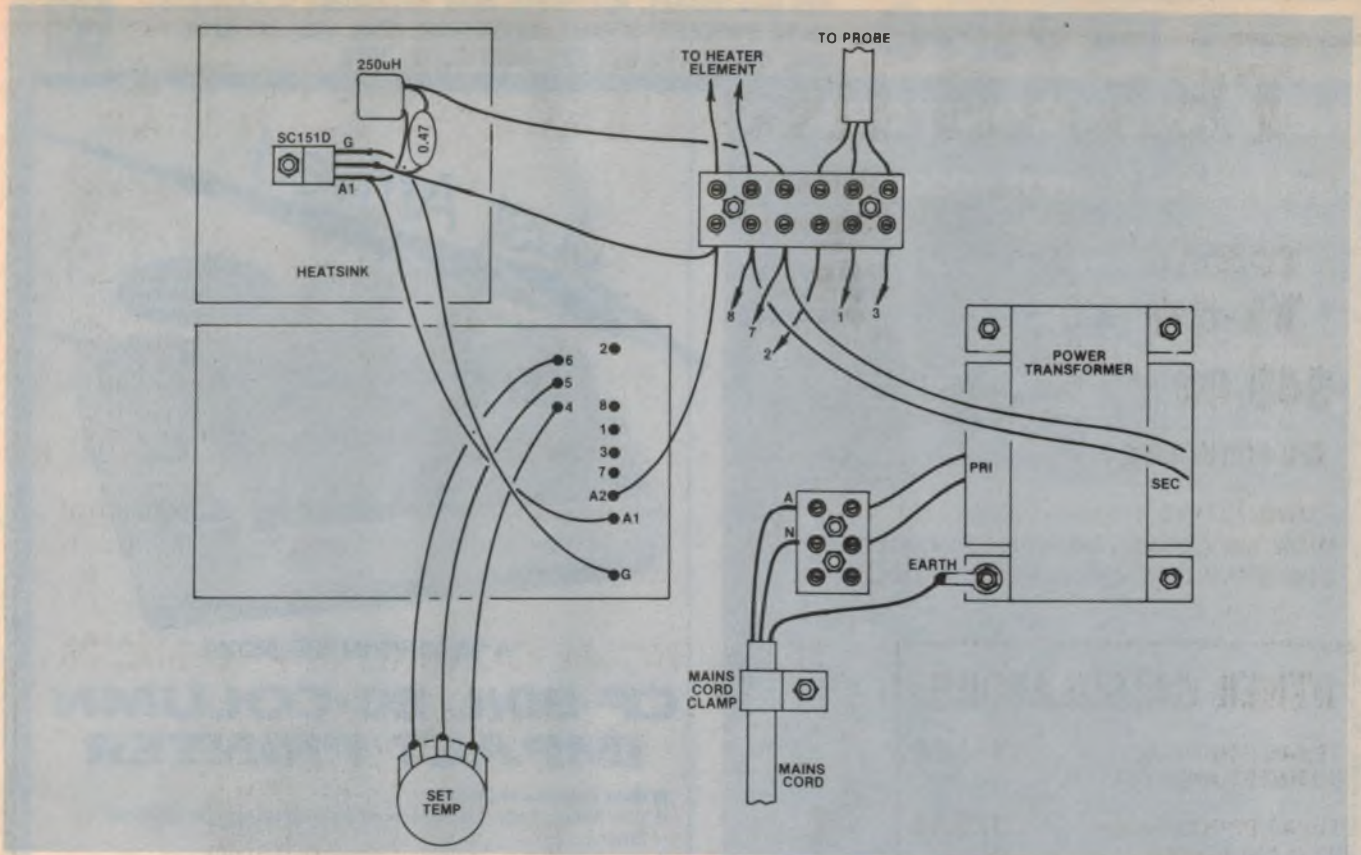 TO PROBE
TO HEATER
ELEMENT
250uH
SC151D
G
0.47
A1
HEATSINK
8
7
2
1
3
6
5
4
2
8
1
3
7
A2
A1
G
POWER
TRANSFORMER
PRI
SEC
A
N
EARTH
MAINS
CORD
CLAMP
MAINS
CORD
SET
TEMP